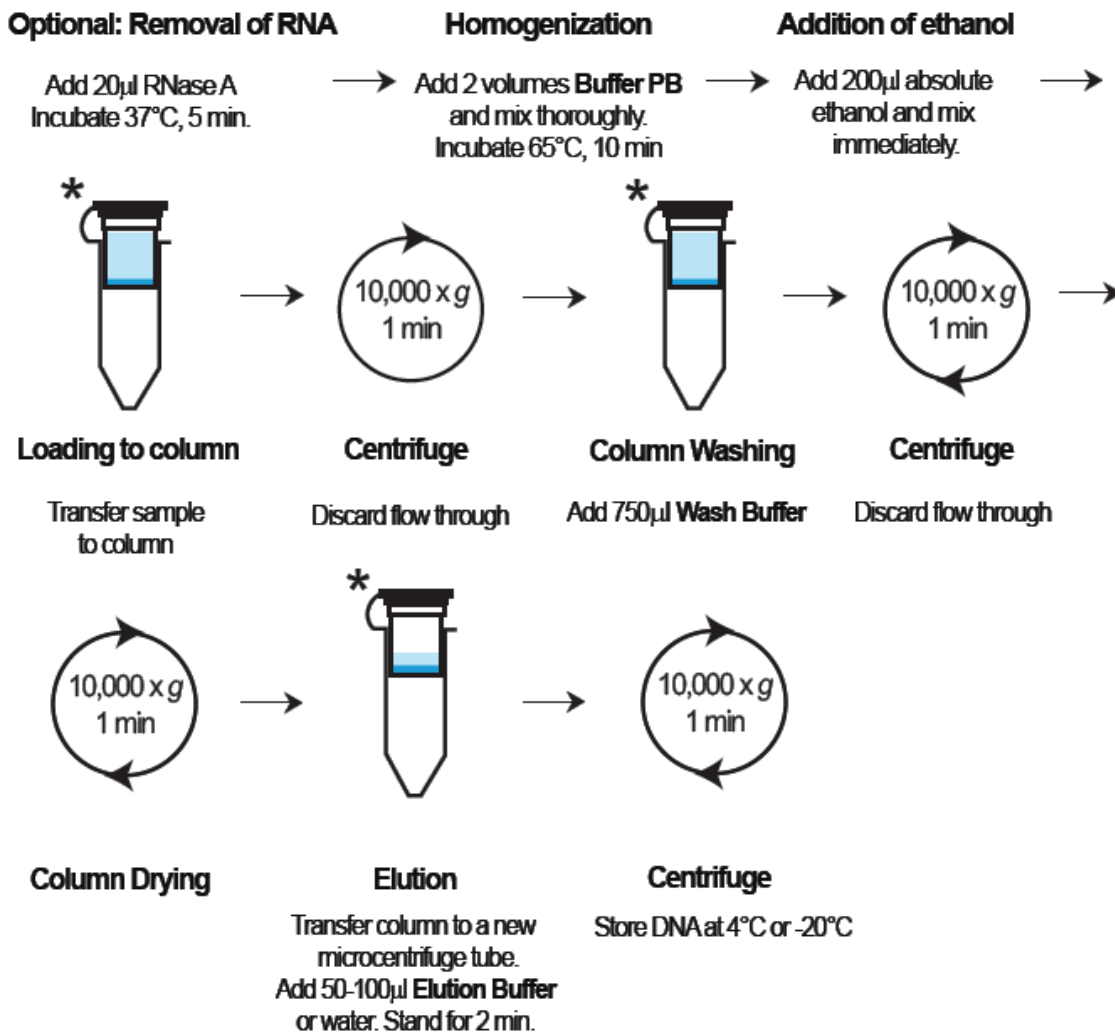 Optional: Removal of RNA
Add 20µl RNase A
Incubate 37°C, 5 min.
Homogenization
Add 2 volumes Buffer PB
and mix thoroughly.
Incubate 65°C, 10 min
Addition of ethanol
Add 200µl absolute
ethanol and mix
immediately.
*
*
10,000 x g
1 min
10,000 x g
1 min
Loading to column
Transfer sample
to column
Centrifuge
Discard flow through
Column Washing
Add 750µl Wash Buffer
Centrifuge
Discard flow through
*
10,000 x g
1 min
10,000 x g
1 min
Column Drying
Elution
Transfer column to a new
microcentrifuge tube.
Add 50-100µl Elution Buffer
or water. Stand for 2 min.
Centrifuge
Store DNA at 4°C or -20°C